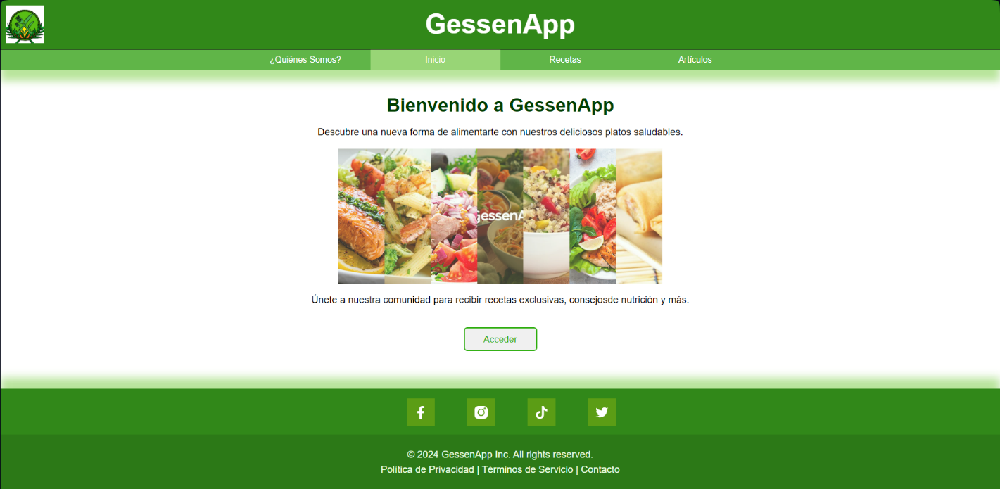 GessenApp
¿Quiénes Somos? Inicio Recetas Artículos
Bienvenido a GessenApp
Descubre una nueva forma de alimentarte con nuestros deliciosos platos saludables.
gessenA
Únete a nuestra comunidad para recibir recetas exclusivas, consejosde nutrición y más.
Acceder
© 2024 GessenApp Inc. All rights reserved.
Política de Privacidad | Términos de Servicio | Contacto